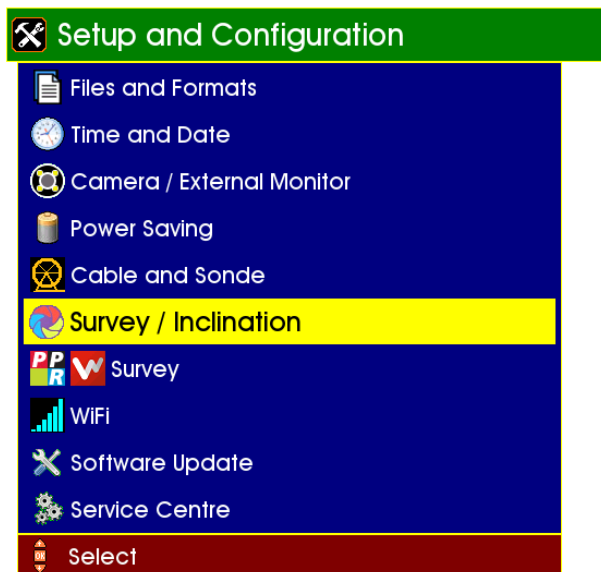 Setup and Configuration
Files and Formats
Time and Date
Camera / External Monitor
Power Saving
Cable and Sonde
Survey / Inclination
PP R W Survey
WiFi
Software Update
Service Centre
OK Select